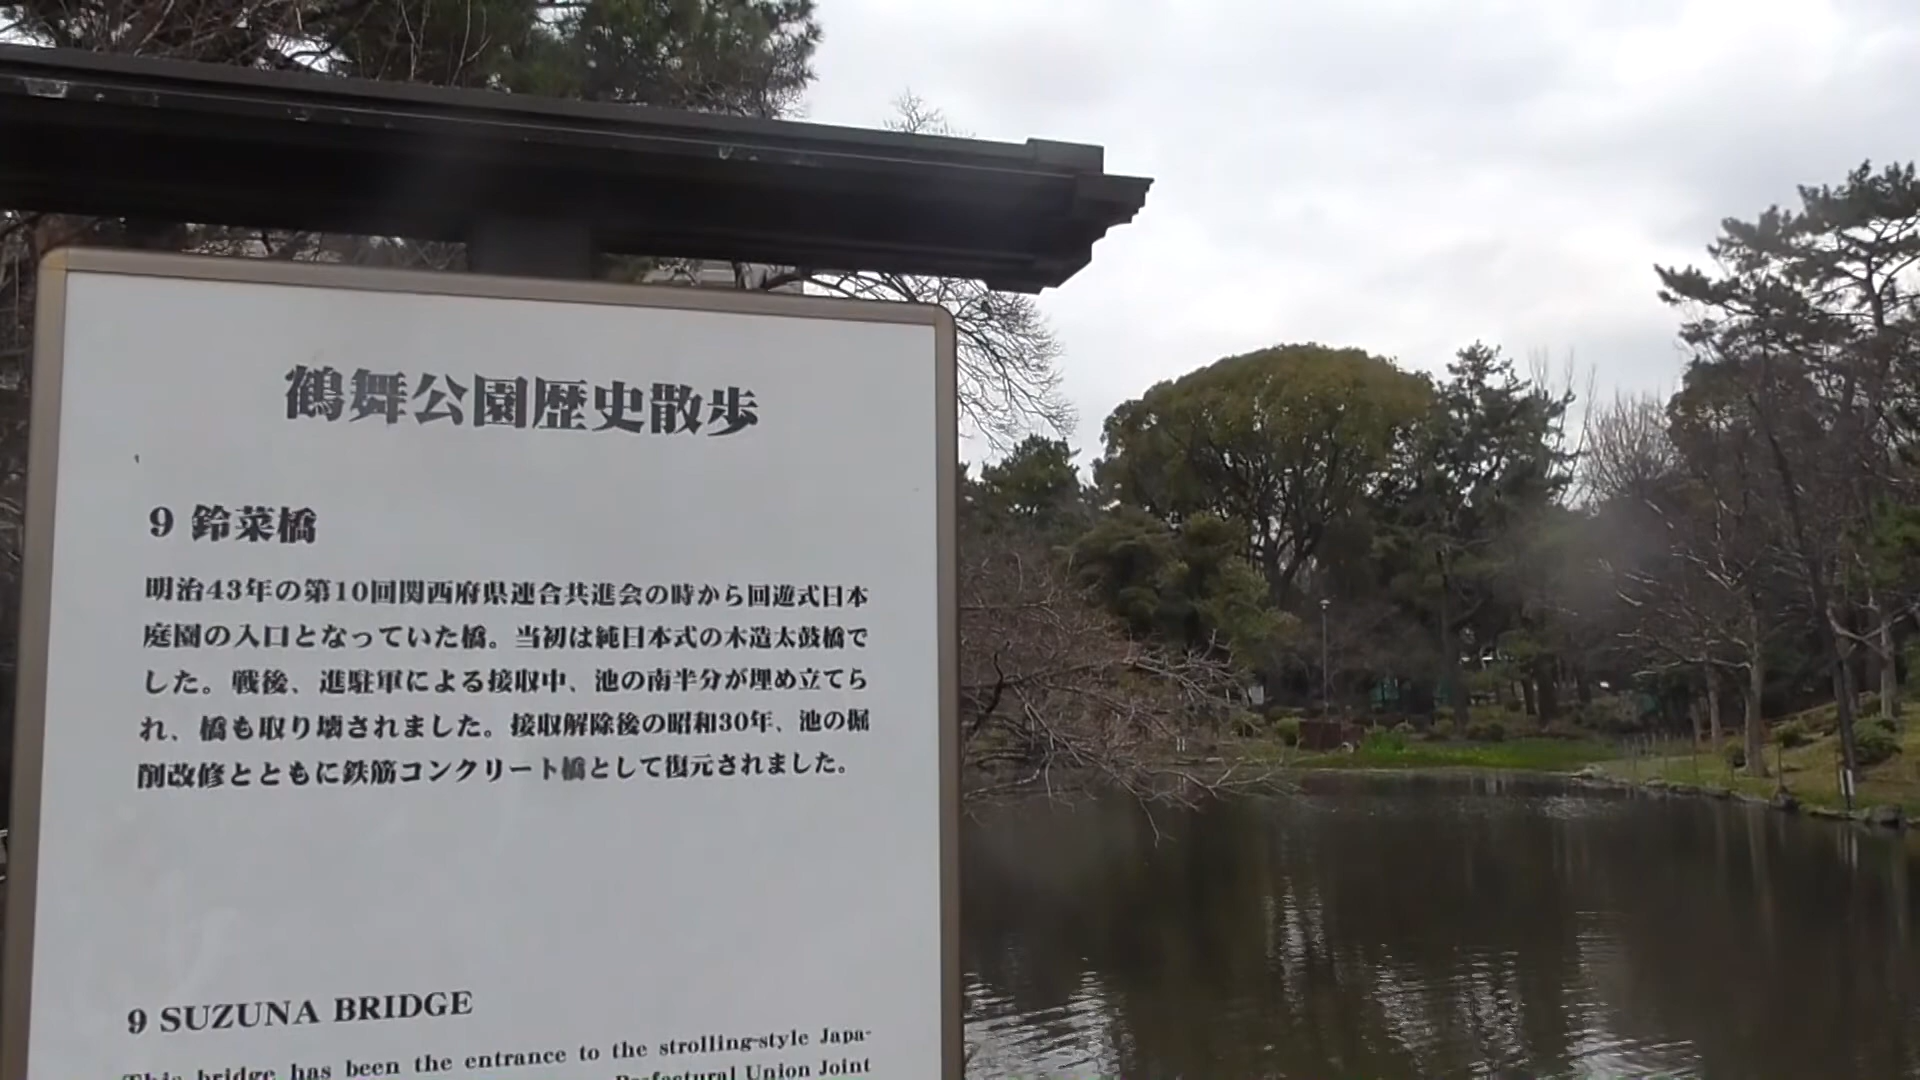 鶴舞公園歴史散歩
9 鈴菜橋
明治43年の第10回関西府県連合共進会の時から回遊式日本
庭園の入口となっていた橋。当初は純日本式の木造太鼓橋で
した。戦後、進駐軍による接収中、池の南半分が埋め立てら
れ、橋も取り壊されました。接収解除後の昭和30年、池の掘
削改修とともに鉄筋コンクリート橋として復元されました。
9 SUZUNA BRIDGE
This bridge has been the entrance to the strolling-style Japa-
Prefectural Union Joint